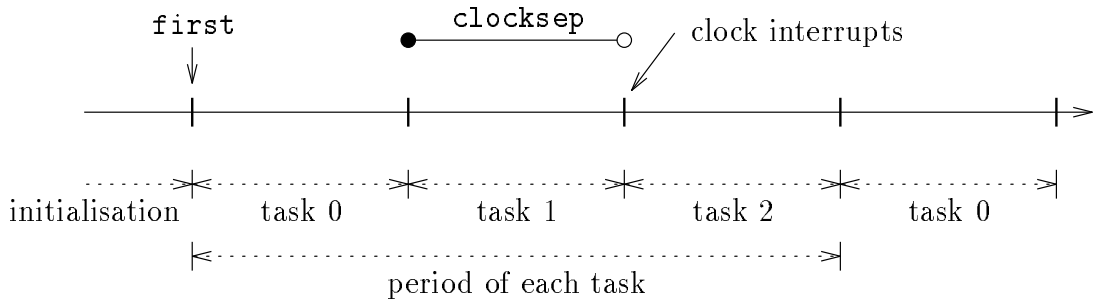 first
clocksep
clock interrupts
initialisation
task 0
task 1
task 2
task 0
period of each task